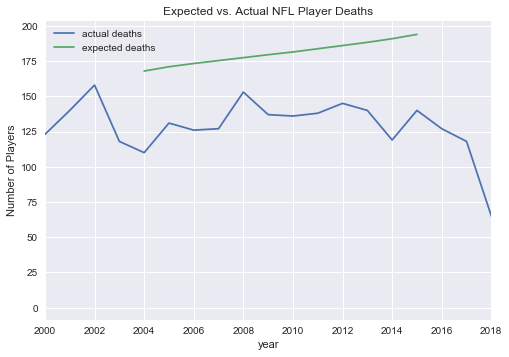 Expected vs. Actual NFL Player Deaths
actual deaths
expected deaths
Number of Players
200
175
150
125
100
75
50
25
0
2000 2002 2004 2006 2008 2010 2012 2014 2016 2018
year